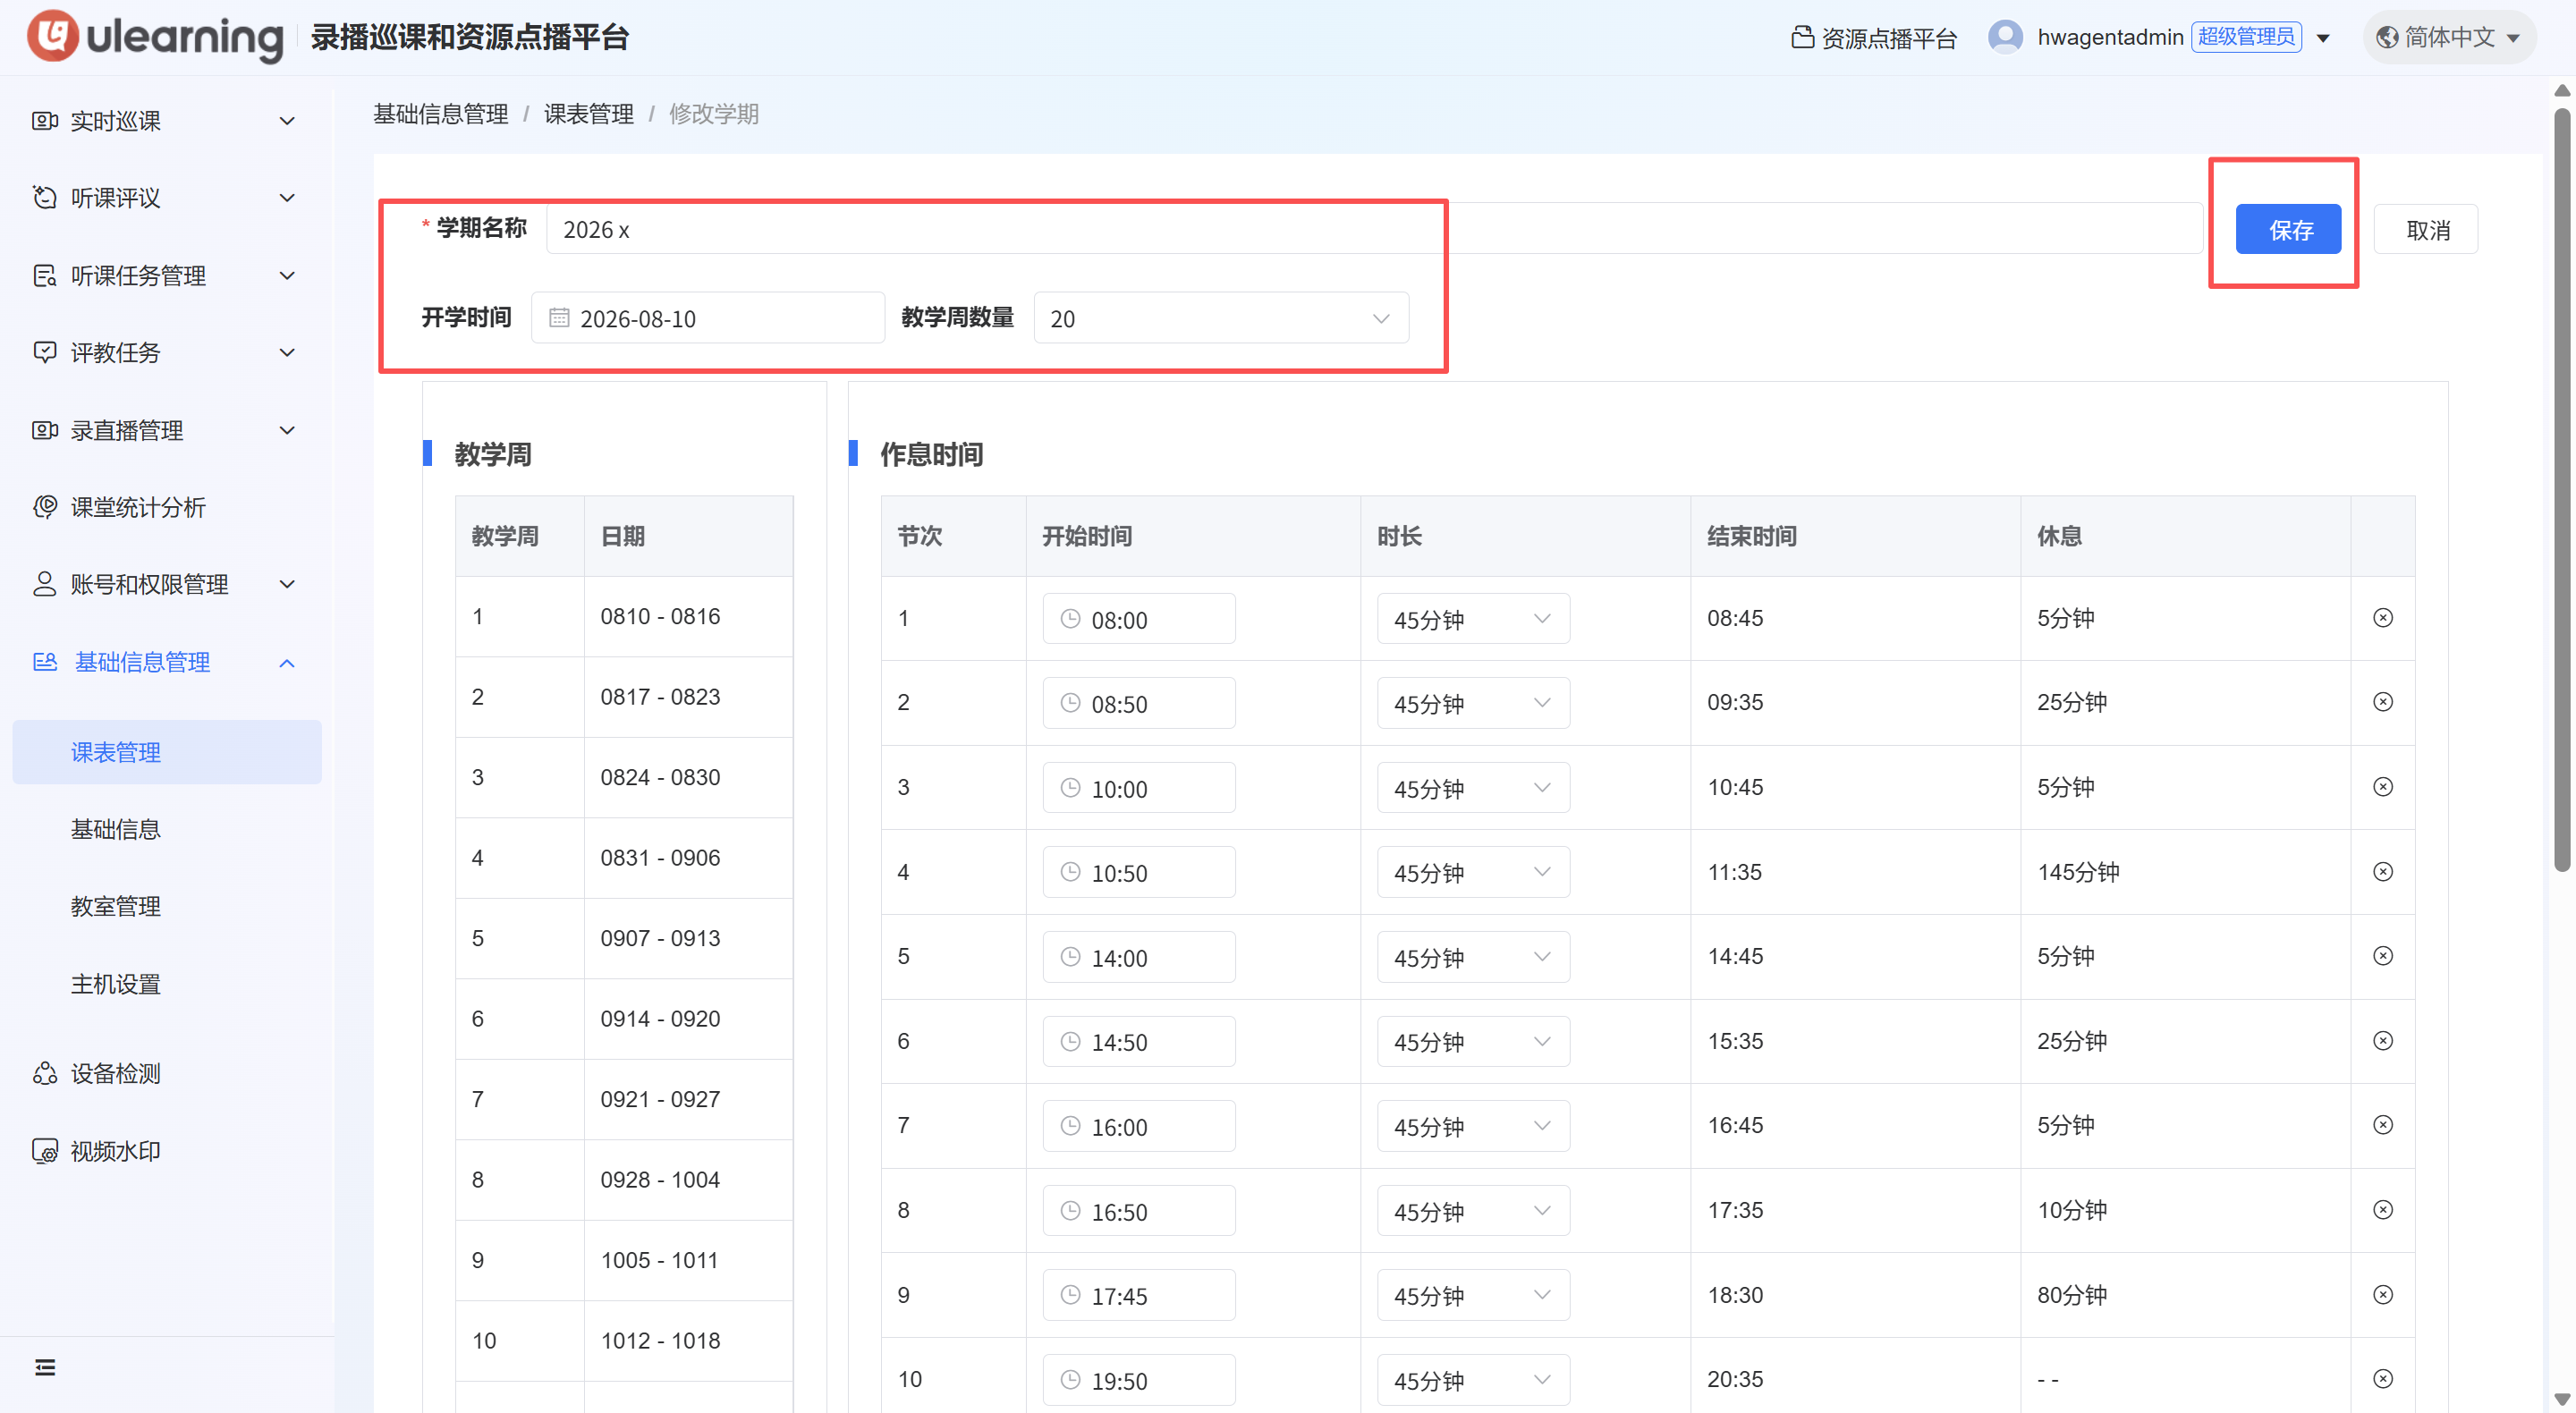 ulearning 录播巡课和资源点播平台 资源点播平台 hwagentadmin 超级管理员 简体中文
实时巡课
听课评议
听课任务管理
评教任务
录直播管理
课堂统计分析
账号和权限管理
基础信息管理
课表管理
基础信息
教室管理
主机设置
设备检测
视频水印
基础信息管理 / 课表管理 / 修改学期
* 学期名称 2026 x 保存 取消
开学时间 2026-08-10 教学周数量 20
教学周
教学周 日期
1 0810 - 0816
2 0817 - 0823
3 0824 - 0830
4 0831 - 0906
5 0907 - 0913
6 0914 - 0920
7 0921 - 0927
8 0928 - 1004
9 1005 - 1011
10 1012 - 1018
作息时间
节次 开始时间 时长 结束时间 休息
1 08:00 45分钟 08:45 5分钟
2 08:50 45分钟 09:35 25分钟
3 10:00 45分钟 10:45 5分钟
4 10:50 45分钟 11:35 145分钟
5 14:00 45分钟 14:45 5分钟
6 14:50 45分钟 15:35 25分钟
7 16:00 45分钟 16:45 5分钟
8 16:50 45分钟 17:35 10分钟
9 17:45 45分钟 18:30 80分钟
10 19:50 45分钟 20:35 - -